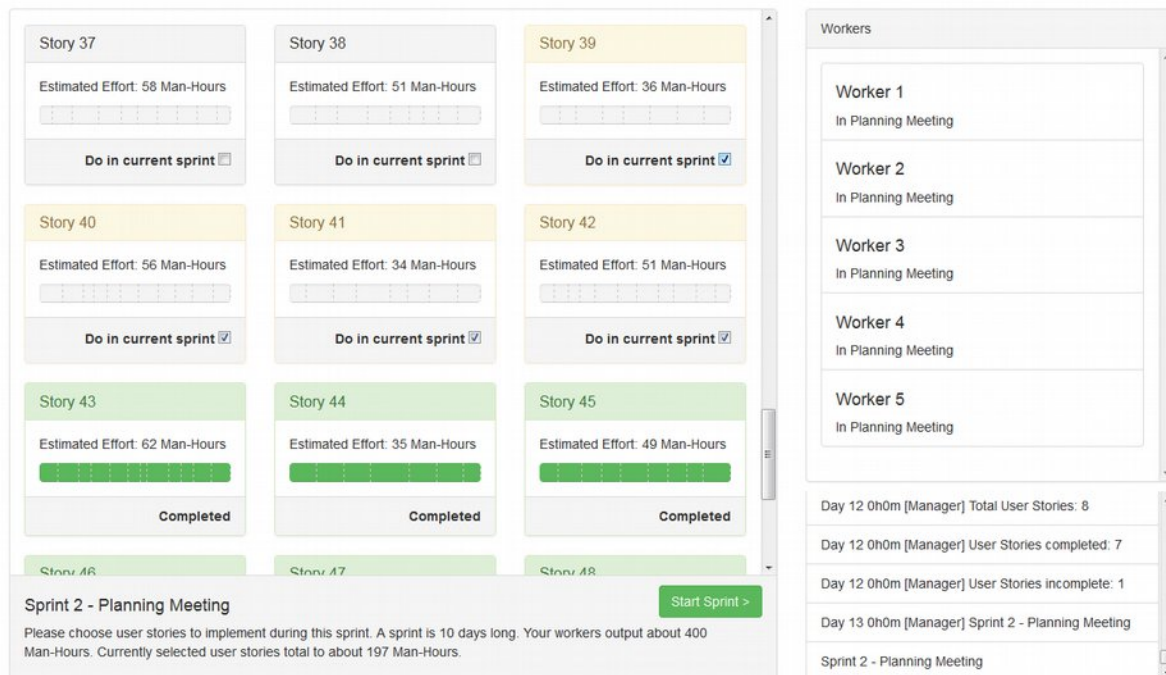 Story 37
Estimated Effort: 58 Man-Hours
Do in current sprint
Story 38
Estimated Effort: 51 Man-Hours
Do in current sprint
Story 39
Estimated Effort: 36 Man-Hours
Do in current sprint
Story 40
Estimated Effort: 56 Man-Hours
Do in current sprint
Story 41
Estimated Effort: 34 Man-Hours
Do in current sprint
Story 42
Estimated Effort: 51 Man-Hours
Do in current sprint
Story 43
Estimated Effort: 62 Man-Hours
Completed
Story 44
Estimated Effort: 35 Man-Hours
Completed
Story 45
Estimated Effort: 49 Man-Hours
Completed
Story 46
Story 47
Story 48
Sprint 2 - Planning Meeting
Start Sprint >
Please choose user stories to implement during this sprint. A sprint is 10 days long. Your workers output about 400
Man-Hours. Currently selected user stories total to about 197 Man-Hours.
Workers
Worker 1
In Planning Meeting
Worker 2
In Planning Meeting
Worker 3
In Planning Meeting
Worker 4
In Planning Meeting
Worker 5
In Planning Meeting
Day 12 0h0m [Manager] Total User Stories: 8
Day 12 0h0m [Manager] User Stories completed: 7
Day 12 0h0m [Manager] User Stories incomplete: 1
Day 13 0h0m [Manager] Sprint 2 - Planning Meeting
Sprint 2 - Planning Meeting